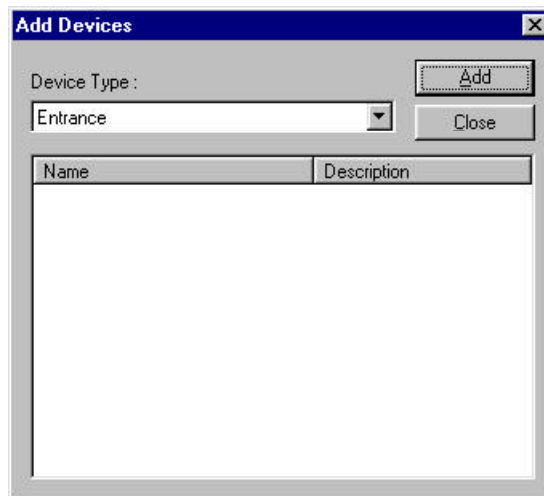 Add Devices
Device Type :
Add
Entrance
Close
Name Description